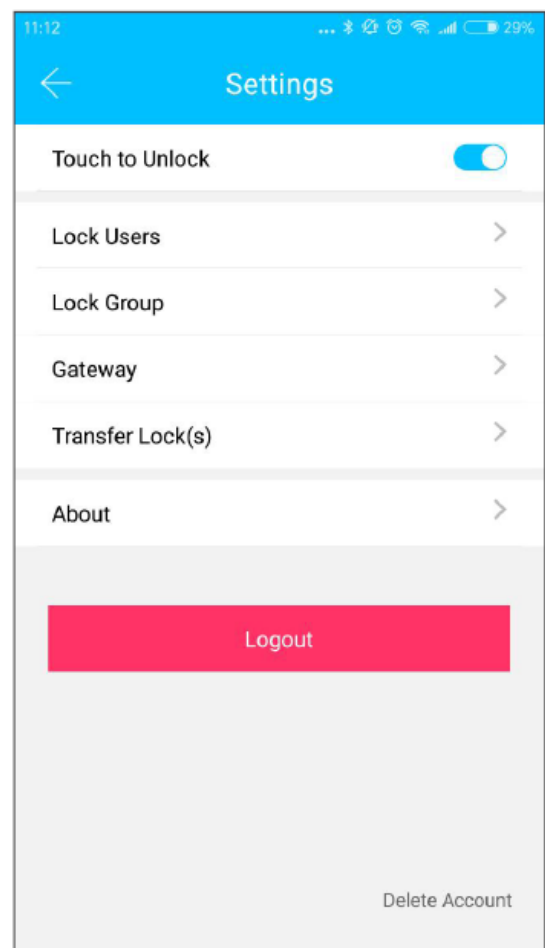 11:12 ... 29%
Settings
Touch to Unlock
Lock Users
Lock Group
Gateway
Transfer Lock(s)
About
Logout
Delete Account